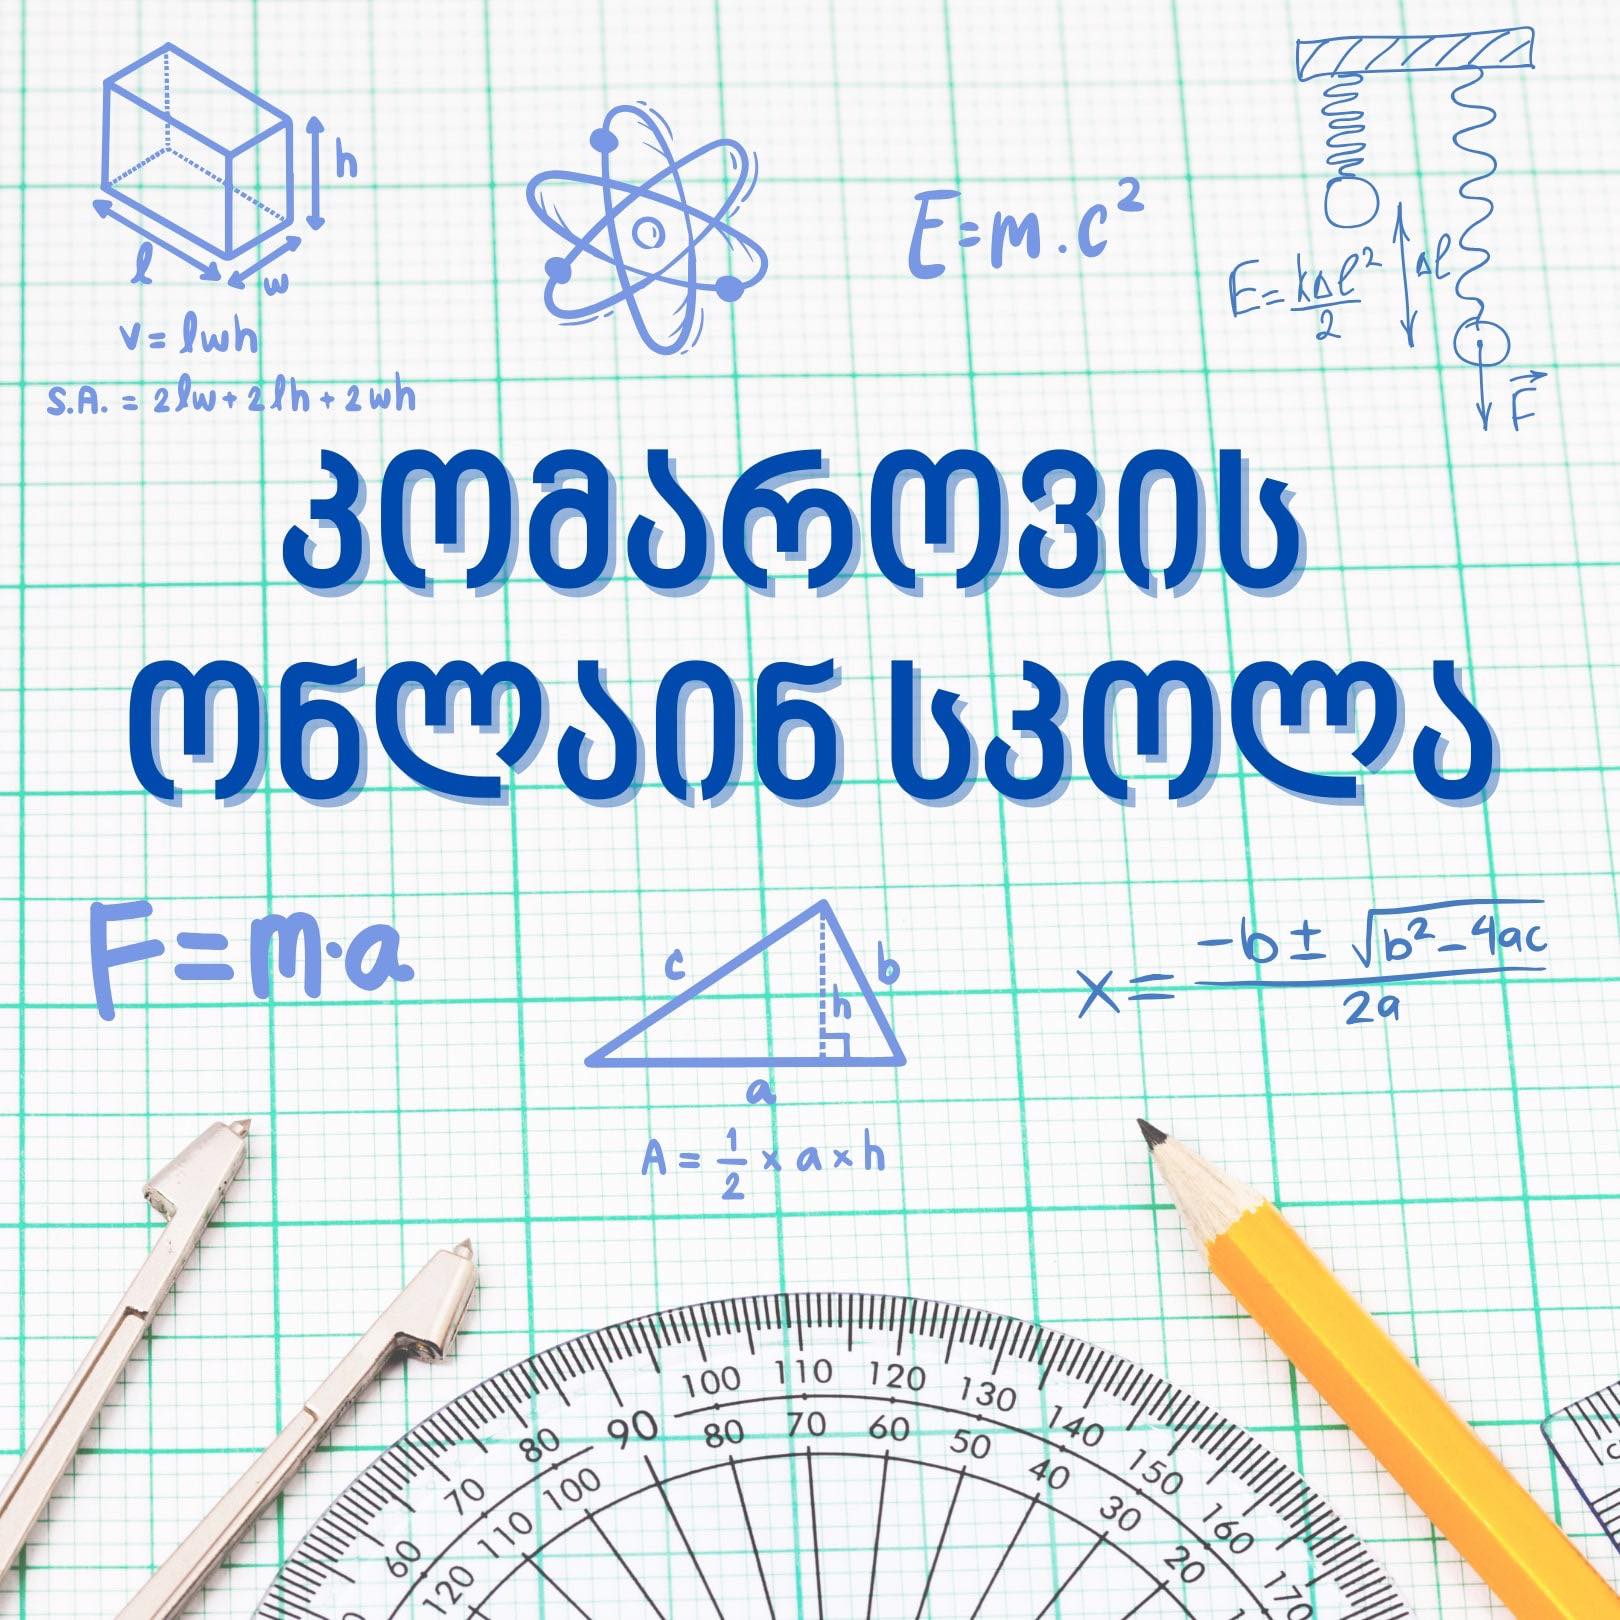 h
l
w
V = lwh
S.A. = 2lw + 2lh + 2wh
E=m.c²
E=kΔl²/2
Δl
F
კომაროვის
ონლაინ სკოლა
F=m·a
c
b
h
a
A = 1/2 x a x h
x = -b ± √b²-4ac / 2a
100 110 120 130 140 150 160 170
90
80 70 60 50 40 30 20
80 70 60
100 110 120